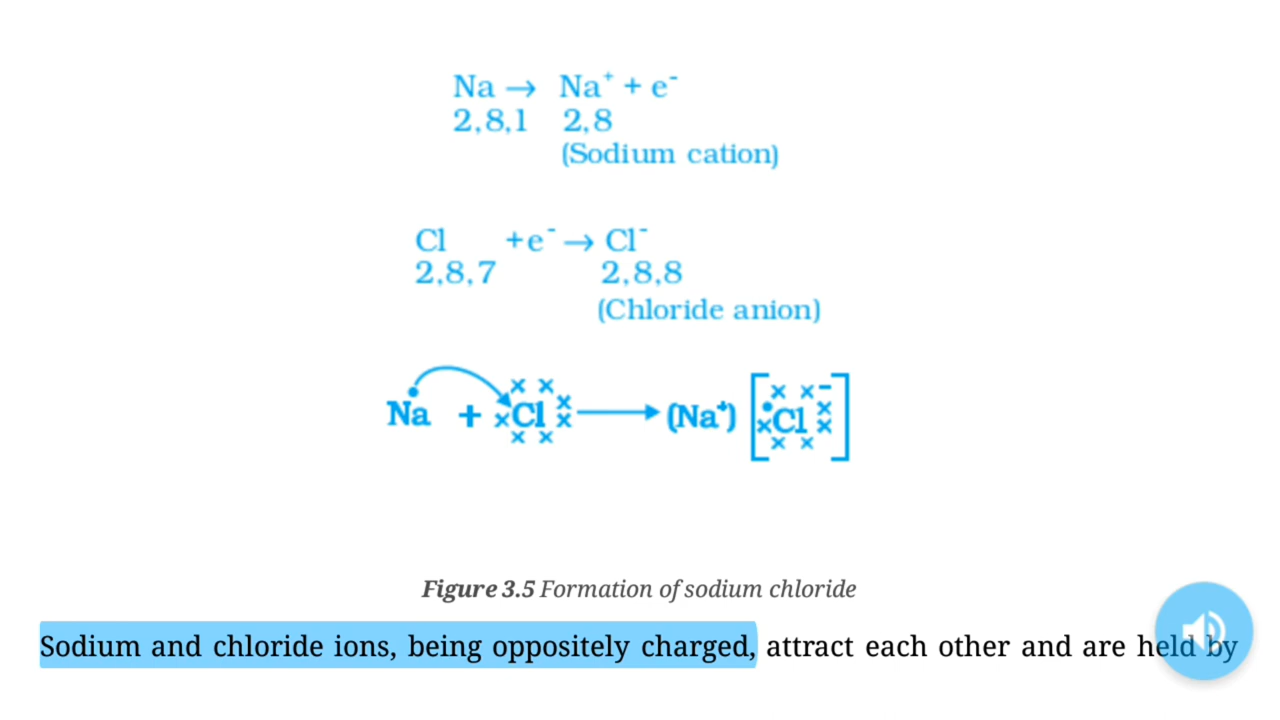 Na → Na⁺ + e⁻
2,8,1 2,8
(Sodium cation)
Cl +e⁻ → Cl⁻
2,8,7 2,8,8
(Chloride anion)
Na + Cl → (Na⁺) [Cl]⁻
Figure 3.5 Formation of sodium chloride
Sodium and chloride ions, being oppositely charged, attract each other and are held by